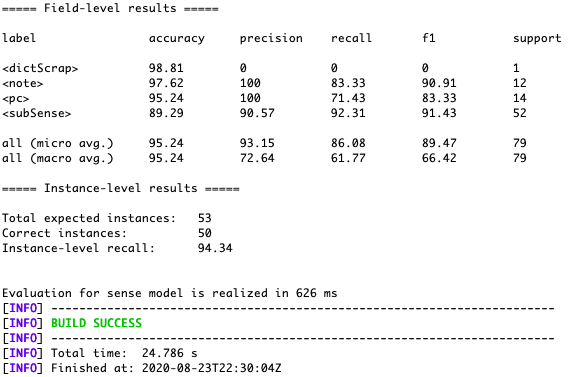 ===== Field-level results =====
label accuracy precision recall f1 support
<dictScrap> 98.81 0 0 0 1
<note> 97.62 100 83.33 90.91 12
<pc> 95.24 100 71.43 83.33 14
<subSense> 89.29 90.57 92.31 91.43 52
all (micro avg.) 95.24 93.15 86.08 89.47 79
all (macro avg.) 95.24 72.64 61.77 66.42 79
===== Instance-level results =====
Total expected instances: 53
Correct instances: 50
Instance-level recall: 94.34
Evaluation for sense model is realized in 626 ms
[INFO] ------------------------------------------------------------------------
[INFO] BUILD SUCCESS
[INFO] ------------------------------------------------------------------------
[INFO] Total time: 24.786 s
[INFO] Finished at: 2020-08-23T22:30:04Z